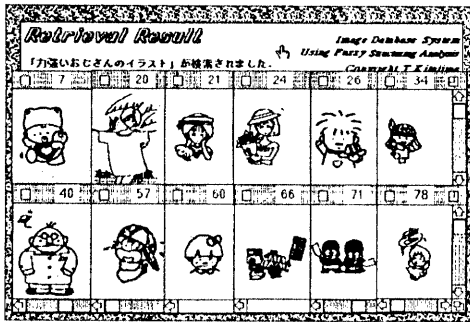 Retrieval Result
Image Database System
Using Fuzzy Structuring Analysis
「力強いおじさんのイラスト」が検索されました.
Copyright T.
7 20 21 24 26 34
40 57 60 66 71 78